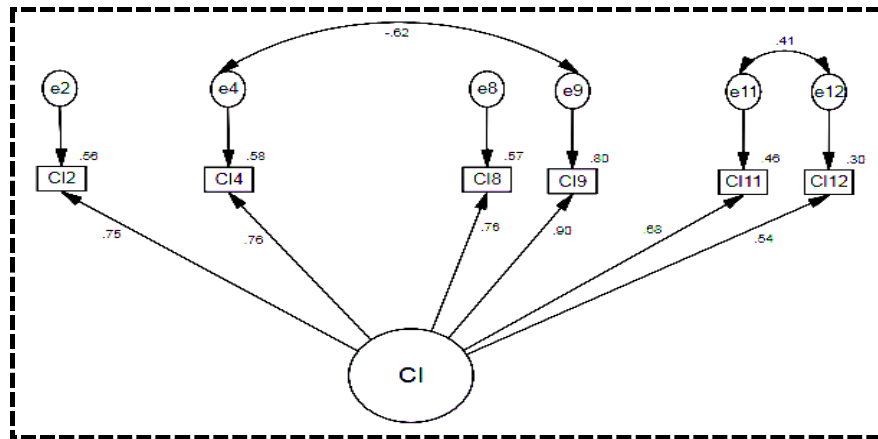 -.62
.41
e2
e4
e8
e9
e11
e12
.56
.58
.57
.80
.46
.30
CI2
CI4
CI8
CI9
CI11
CI12
.75
.76
.76
.90
.68
.54
CI